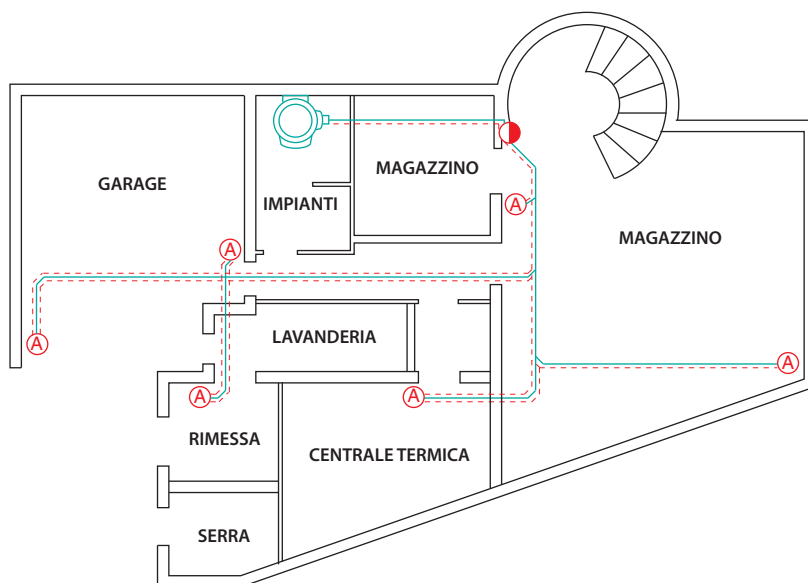 GARAGE
IMPIANTI
MAGAZZINO
A
MAGAZZINO
A
A
LAVANDERIA
A
A
A
RIMESSA
CENTRALE TERMICA
SERRA